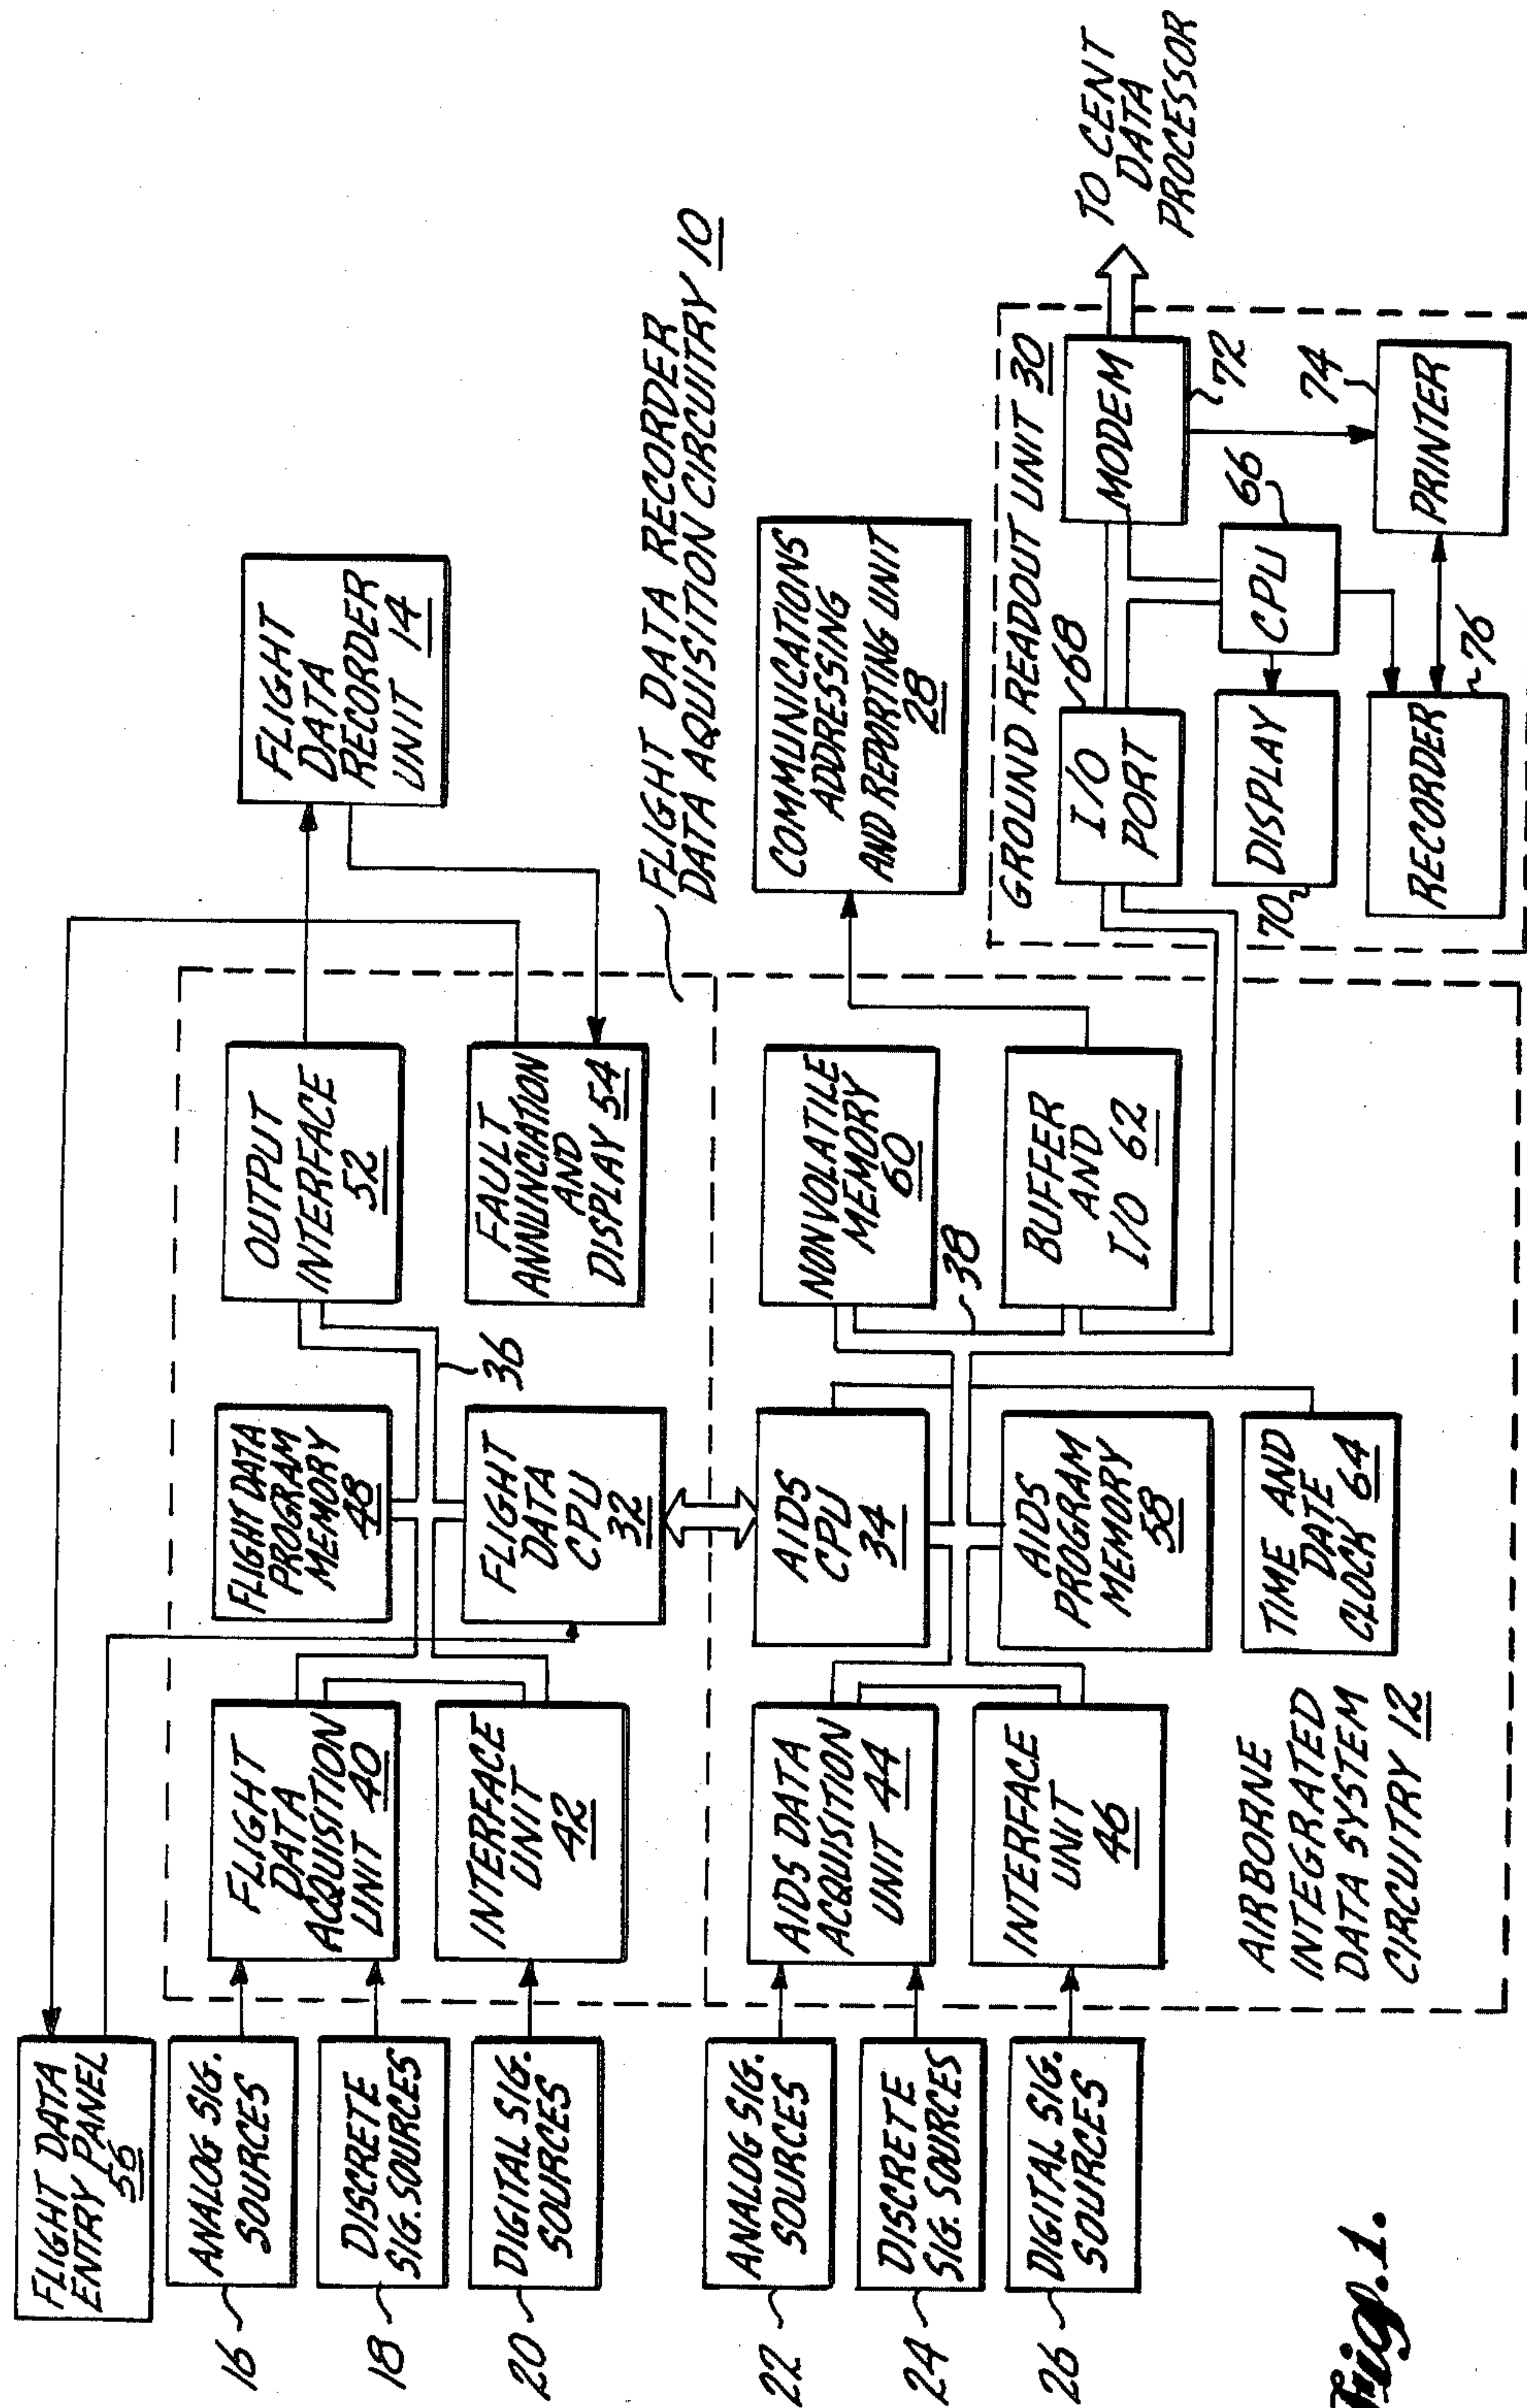 FLIGHT DATA
ENTRY PANEL
56
ANALOG SIG.
SOURCES
16
DISCRETE
SIG. SOURCES
18
DIGITAL SIG.
SOURCES
20
ANALOG SIG.
SOURCES
22
DISCRETE
SIG. SOURCES
24
DIGITAL SIG.
SOURCES
26
FLIGHT
DATA
ACQUISITION
UNIT 40
INTERFACE
UNIT
42
FLIGHT DATA
PROGRAM
MEMORY
48
FLIGHT
DATA
CPU
32
36
OUTPUT
INTERFACE
52
FAULT
ANNUNCIATION
AND
DISPLAY 54
FLIGHT
DATA
RECORDER
UNIT 14
FLIGHT DATA RECORDER
DATA AQUISITION CIRCUITRY 10
AIDS DATA
ACQUISITION
UNIT 44
INTERFACE
UNIT
46
AIDS
CPU
34
AIDS
PROGRAM
MEMORY
58
TIME AND
DATE
CLOCK 64
NONVOLATILE
MEMORY
60
38
BUFFER
AND
I/O 62
AIRBORNE
INTEGRATED
DATA SYSTEM
CIRCUITRY 12
COMMUNICATIONS
ADDRESSING
AND REPORTING UNIT
28
GROUND READOUT UNIT 30
I/O
PORT
68
MODEM
72
CPU
66
DISPLAY
70
RECORDER
76
PRINTER
74
TO CENT
DATA
PROCESSOR
Fig. 1.